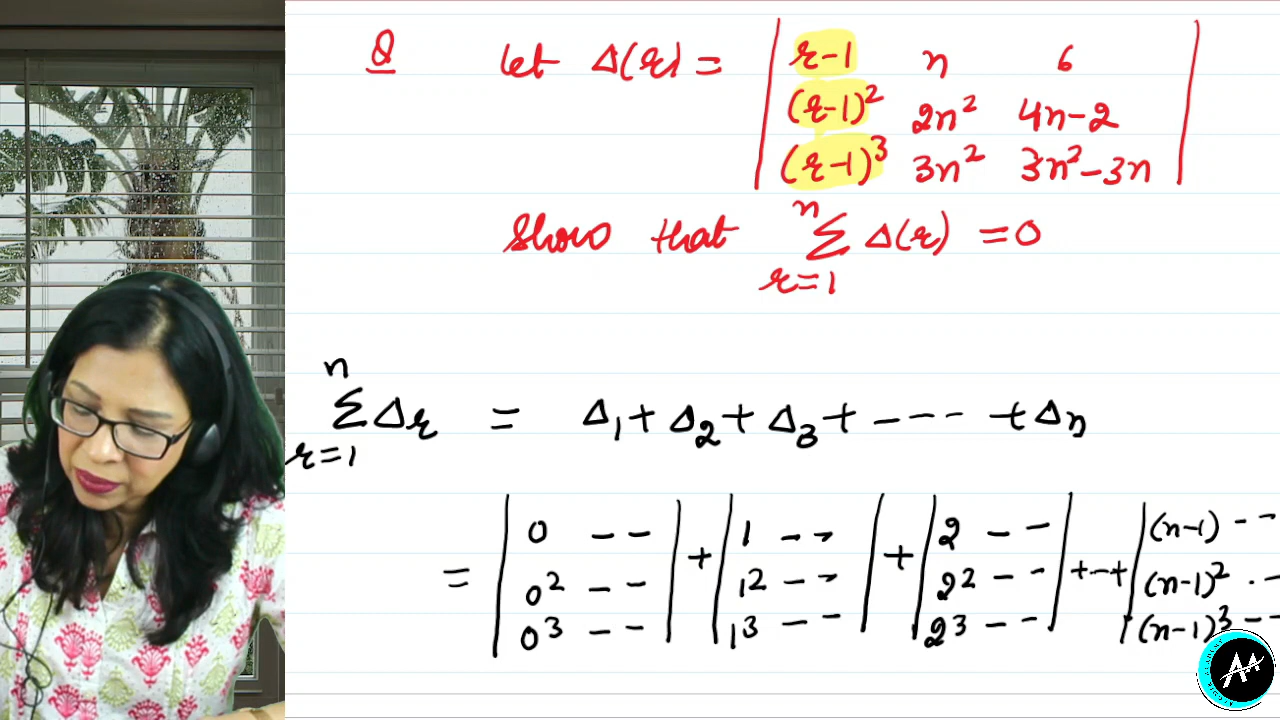 Q let Δ(r) = | r-1 n 6 |
(r-1)² 2n² 4n-2
(r-1)³ 3n² 3n²-3n
Show that n Σ r=1 Δ(r) = 0
n Σ r=1 Δr = Δ1 + Δ2 + Δ3 + ---- + Δn
= | 0 -- | + | 1 -- | + | 2 -- | + -- + | (n-1) --
0² -- 1² -- 2² -- (n-1)² --
0³ -- 1³ -- 2³ -- (n-1)³ --
A+